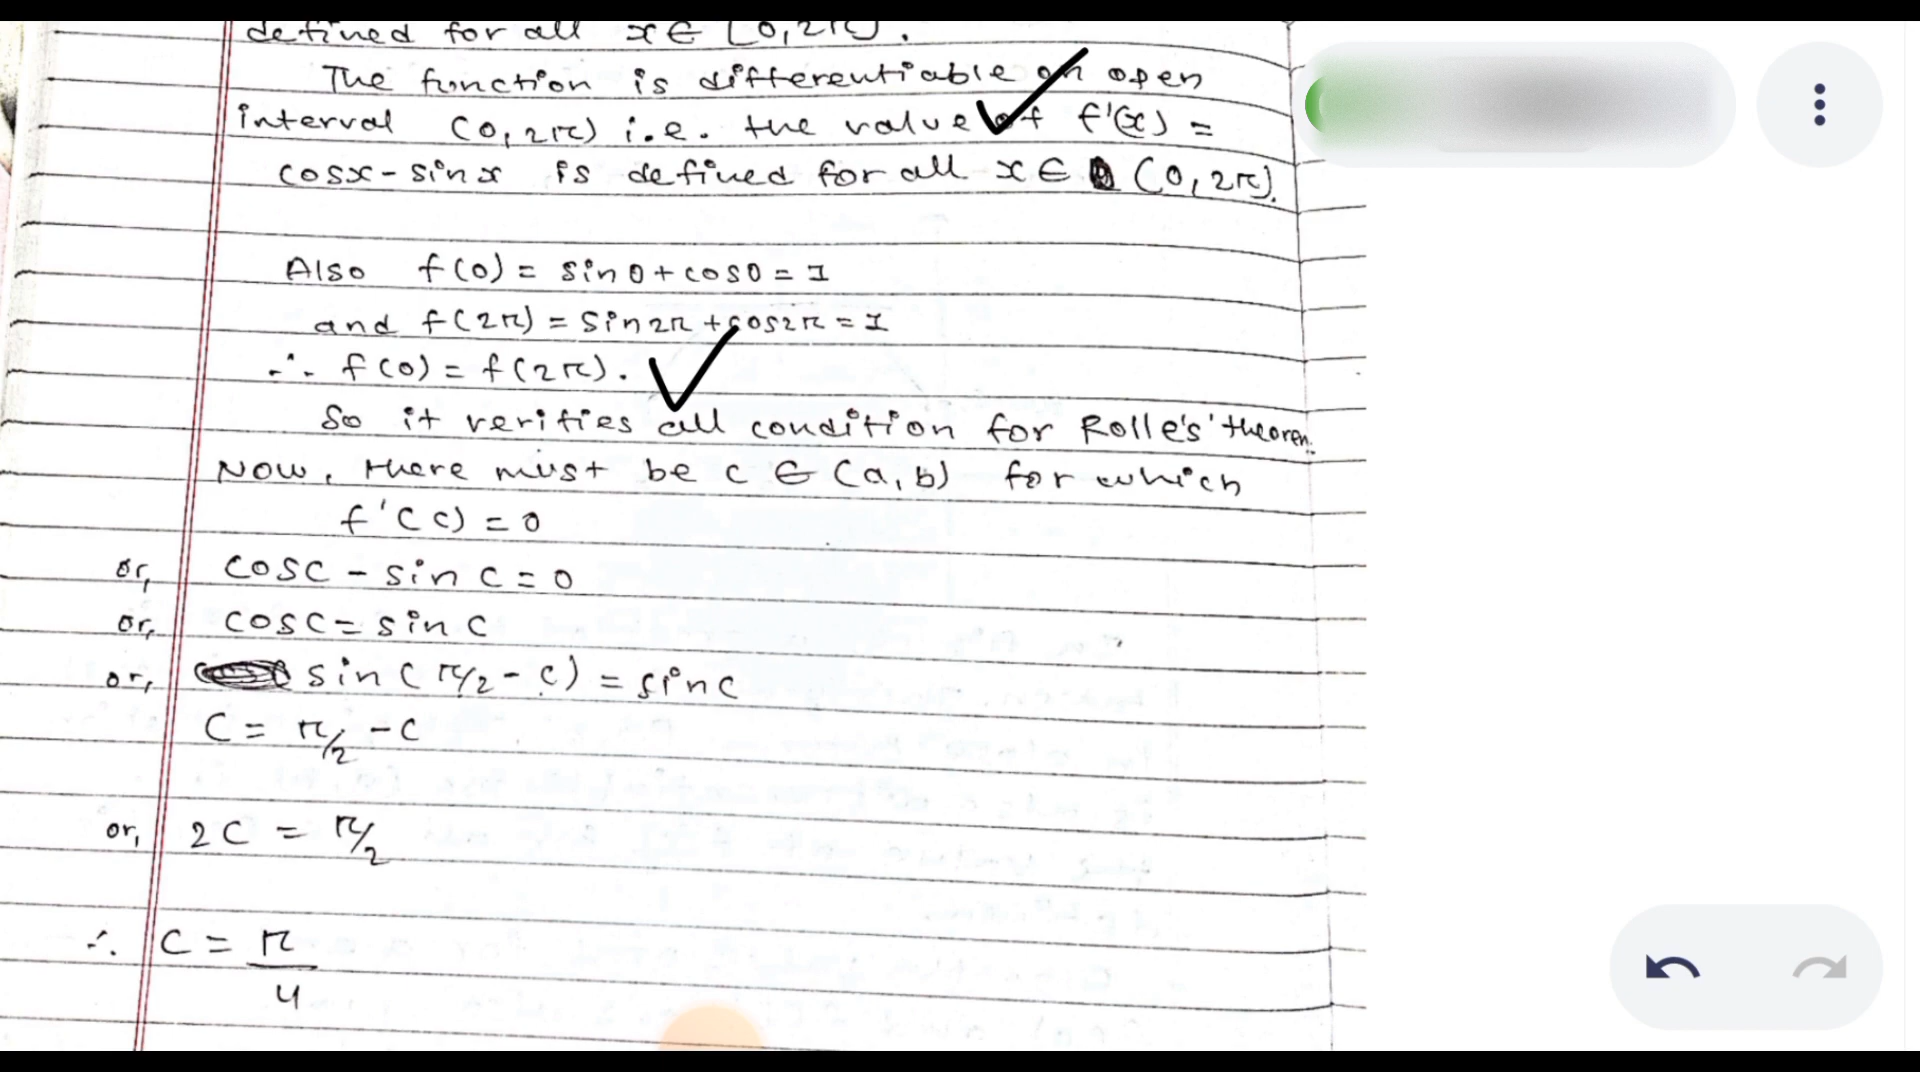 defined for all x ∈ [0, 2π].
The function is differentiable on open
interval (0, 2π) i.e. the value of f'(x) =
cosx - sinx is defined for all x ∈ (0, 2π).
Also f(0) = sin0 + cos0 = 1
and f(2π) = sin2π + cos2π = 1
∴ f(0) = f(2π).
So it verifies all condition for Rolle's theorem.
Now, there must be c ∈ (a, b) for which
f'(c) = 0
or, cosc - sinc = 0
or, cosc = sinc
or, sin(π/2 - c) = sinc
c = π/2 - c
or, 2c = π/2
∴ c = π/4